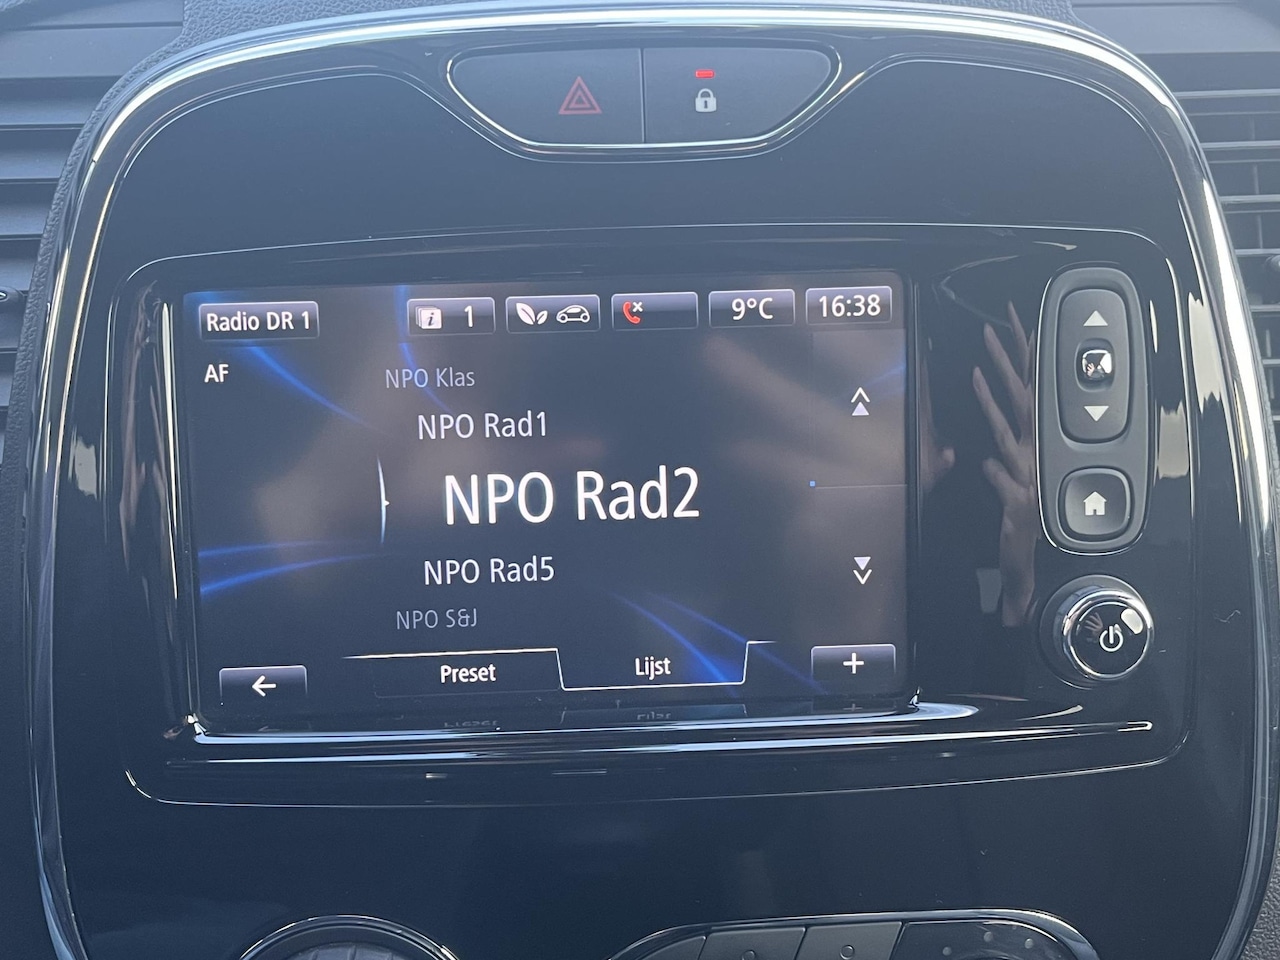 Radio DR 1
1
9°C
16:38
AF
NPO Klas
NPO Rad1
NPO Rad2
NPO Rad5
NPO S&J
Preset
Lijst
+